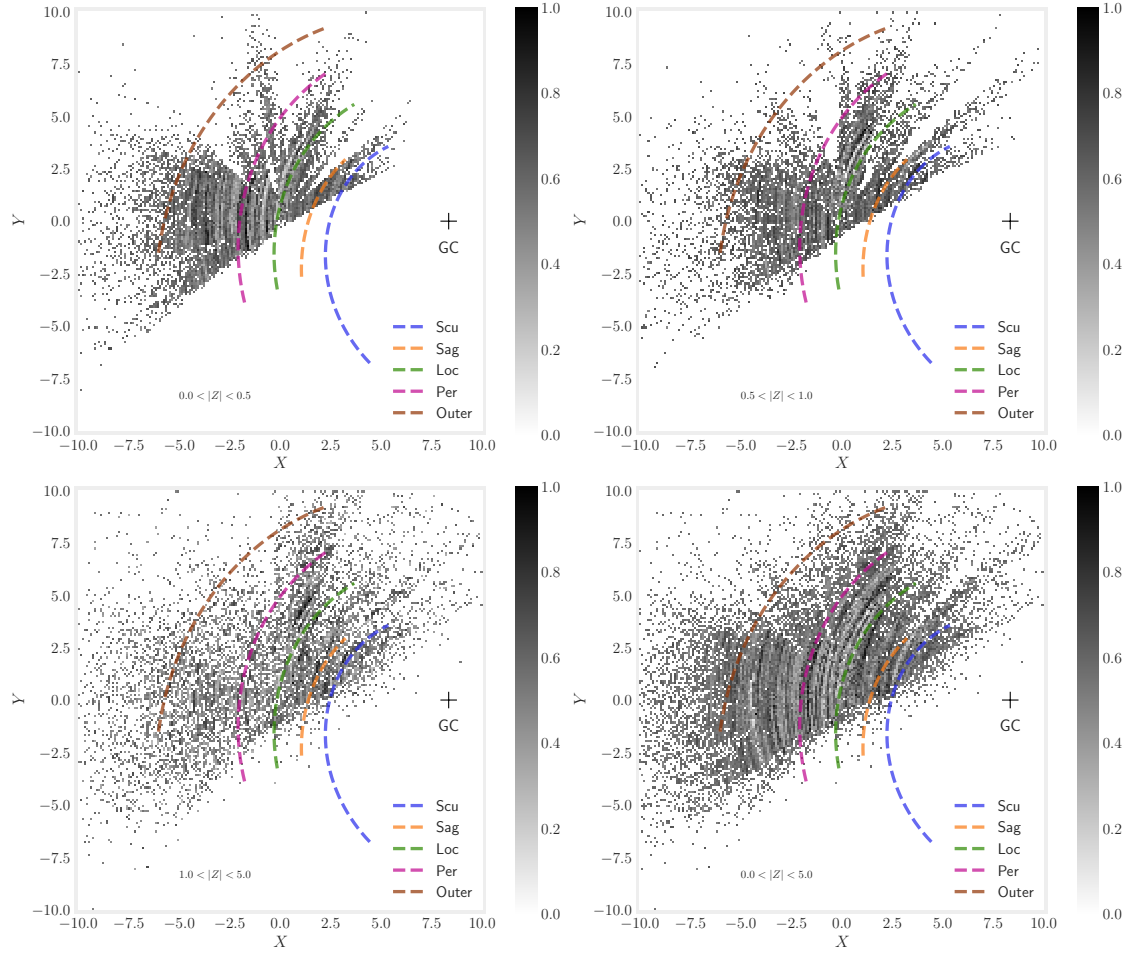 10.0
7.5
5.0
2.5
0.0
−2.5
−5.0
−7.5
−10.0
Y
−10.0 −7.5 −5.0 −2.5 0.0 2.5 5.0 7.5 10.0
X
GC
Scu
Sag
Loc
Per
Outer
0.0 < |Z| < 0.5
1.0
0.8
0.6
0.4
0.2
0.0
10.0
7.5
5.0
2.5
0.0
−2.5
−5.0
−7.5
−10.0
Y
−10.0 −7.5 −5.0 −2.5 0.0 2.5 5.0 7.5 10.0
X
GC
Scu
Sag
Loc
Per
Outer
0.5 < |Z| < 1.0
1.0
0.8
0.6
0.4
0.2
0.0
10.0
7.5
5.0
2.5
0.0
−2.5
−5.0
−7.5
−10.0
Y
−10.0 −7.5 −5.0 −2.5 0.0 2.5 5.0 7.5 10.0
X
GC
Scu
Sag
Loc
Per
Outer
1.0 < |Z| < 5.0
1.0
0.8
0.6
0.4
0.2
0.0
10.0
7.5
5.0
2.5
0.0
−2.5
−5.0
−7.5
−10.0
Y
−10.0 −7.5 −5.0 −2.5 0.0 2.5 5.0 7.5 10.0
X
GC
Scu
Sag
Loc
Per
Outer
0.0 < |Z| < 5.0
1.0
0.8
0.6
0.4
0.2
0.0